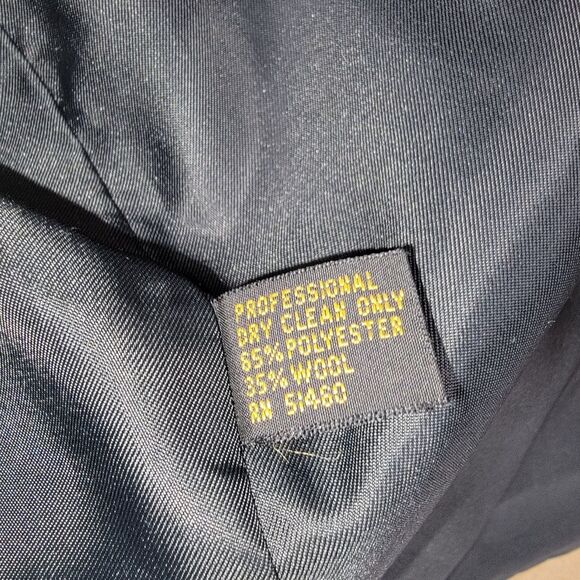 PROFESSIONAL
DRY CLEAN ONLY
65% POLYESTER
35% WOOL
RN 51460